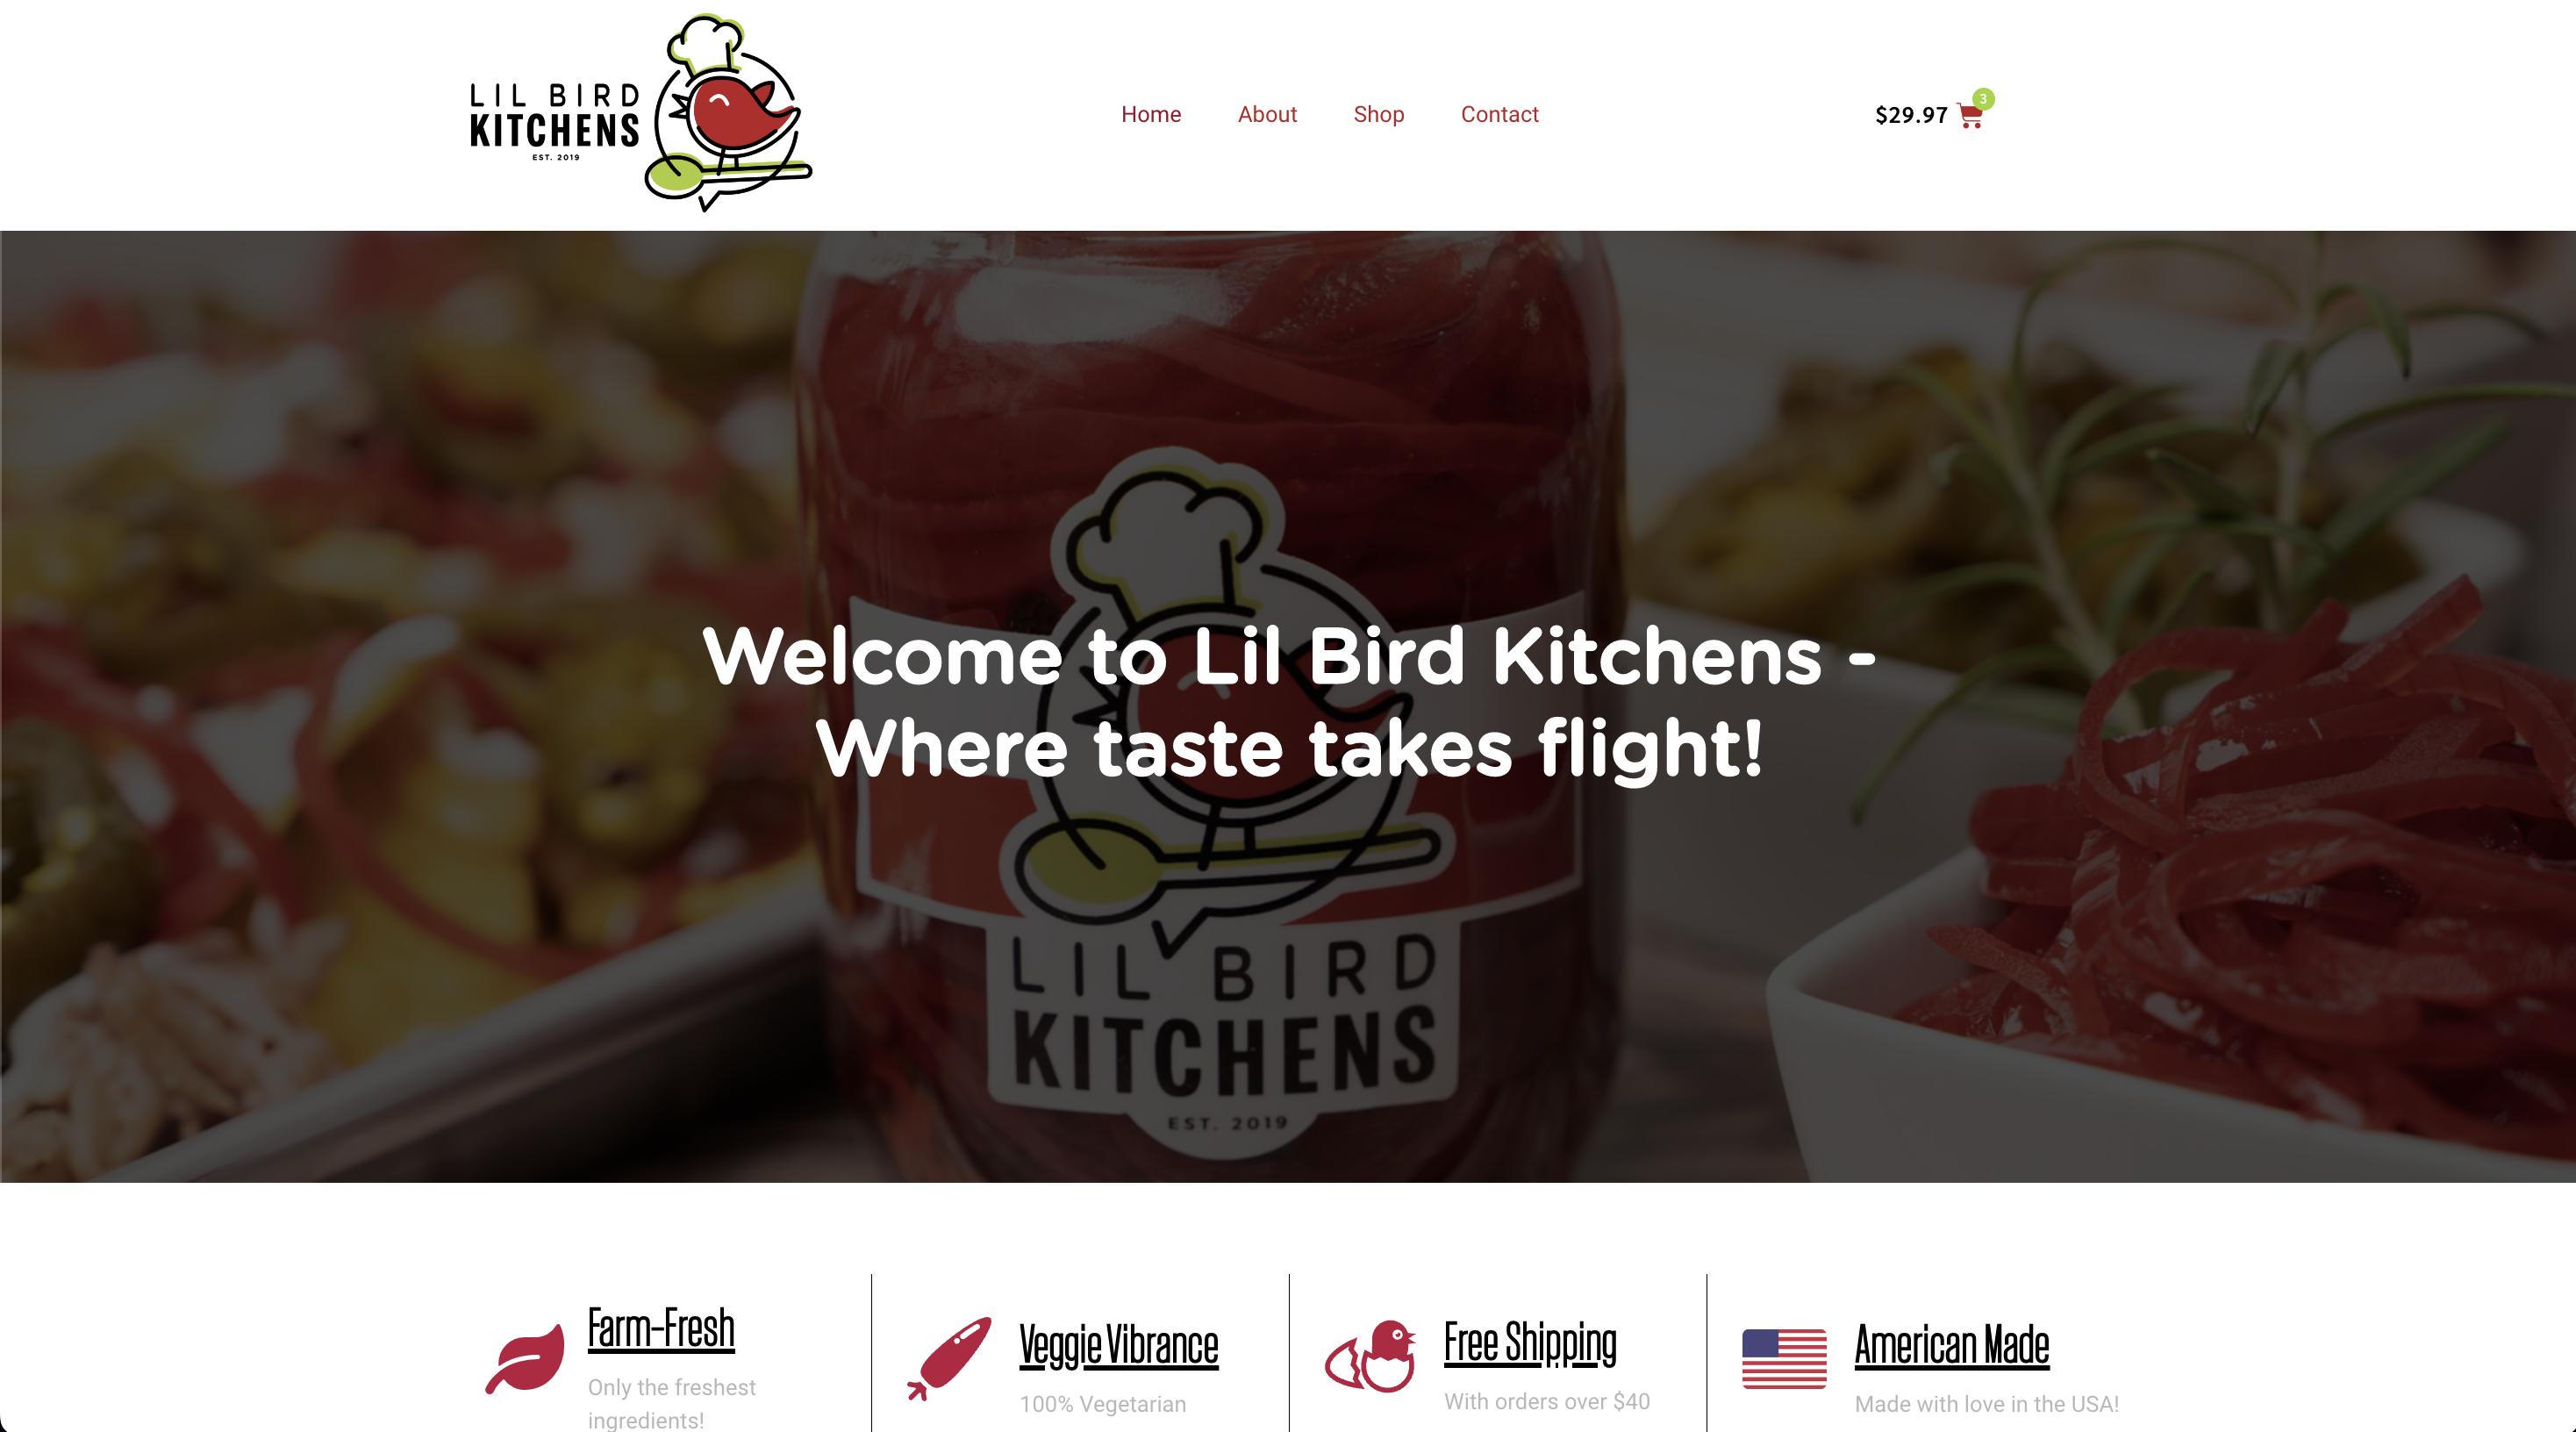 LIL BIRD
KITCHENS
EST. 2019
Home
About
Shop
Contact
$29.97
3
Welcome to Lil Bird Kitchens -
Where taste takes flight!
LIL BIRD
KITCHENS
EST. 2019
Farm-Fresh
Only the freshest
ingredients!
Veggie Vibrance
100% Vegetarian
Free Shipping
With orders over $40
American Made
Made with love in the USA!